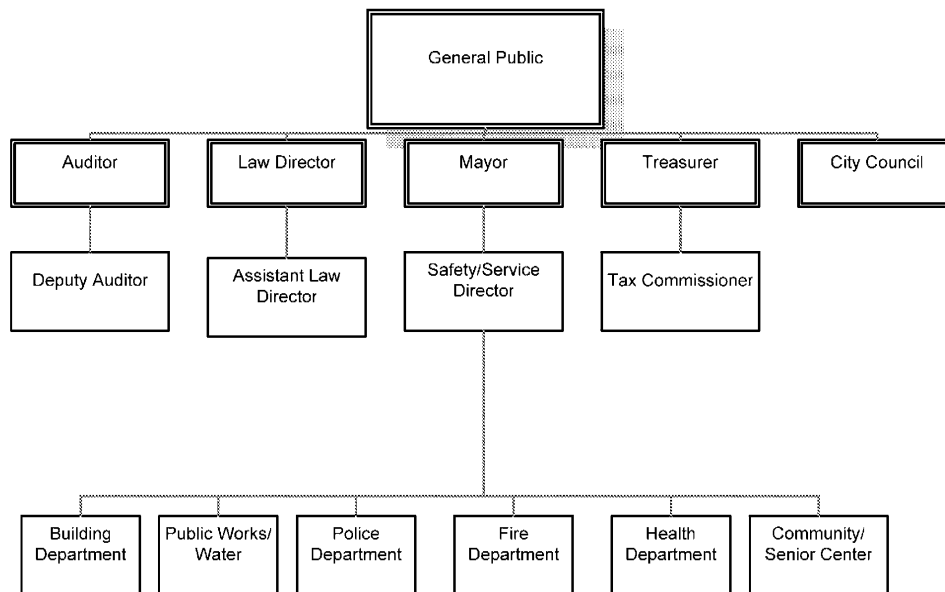 General Public
Auditor
Law Director
Mayor
Treasurer
City Council
Deputy Auditor
Assistant Law
Director
Safety/Service
Director
Tax Commissioner
Building
Department
Public Works/
Water
Police
Department
Fire
Department
Health
Department
Community/
Senior Center